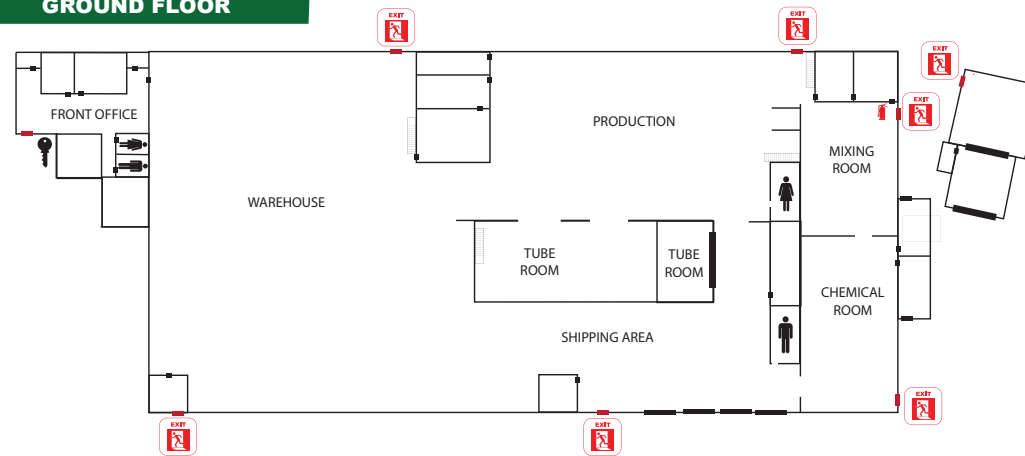 GROUND FLOOR
EXIT
EXIT
EXIT
EXIT
FRONT OFFICE
PRODUCTION
MIXING
ROOM
WAREHOUSE
TUBE
ROOM
TUBE
ROOM
CHEMICAL
ROOM
SHIPPING AREA
EXIT
EXIT
EXIT